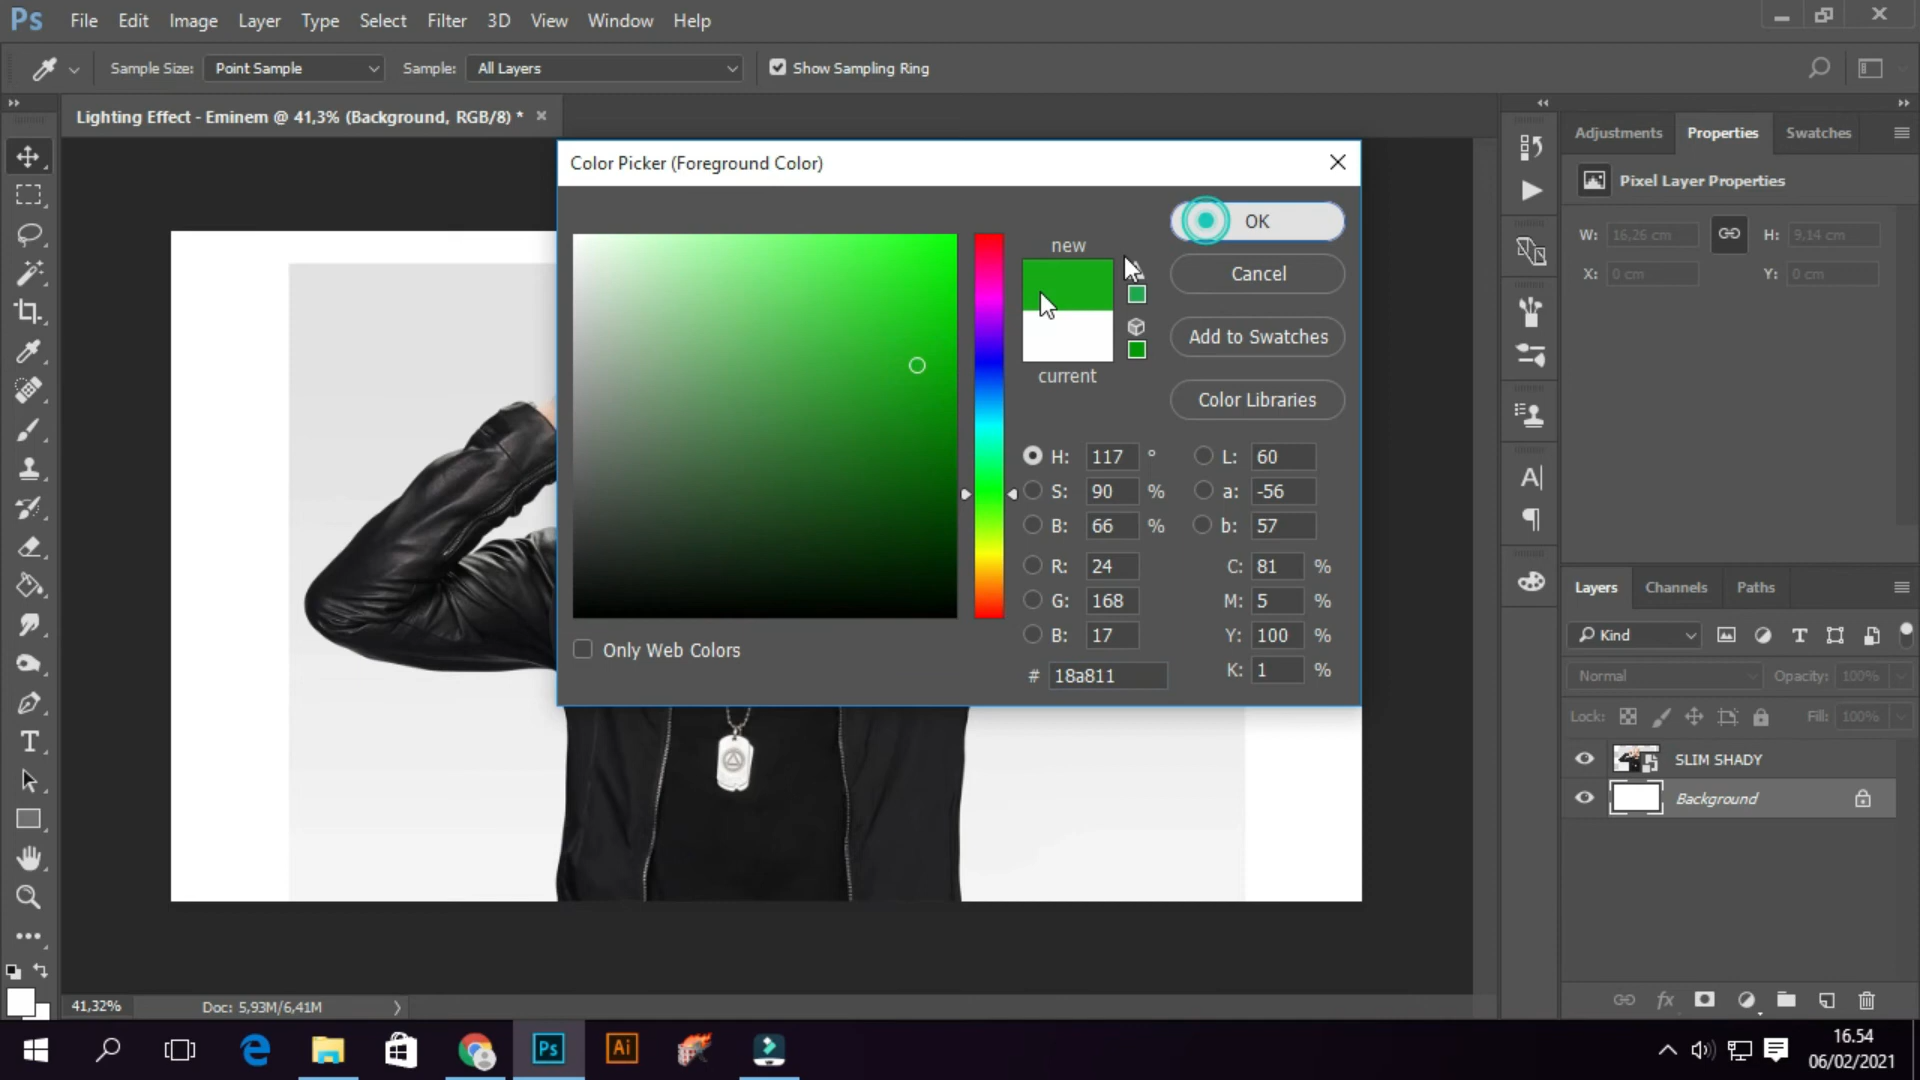 Ps File Edit Image Layer Type Select Filter 3D View Window Help
Sample Size: Point Sample Sample: All Layers Show Sampling Ring
Lighting Effect - Eminem @ 41,3% (Background, RGB/8) *
Adjustments Properties Swatches
Color Picker (Foreground Color)
Pixel Layer Properties
OK
new
W: 16,26 cm H: 9,14 cm
Cancel
X: 0 cm Y: 0 cm
Add to Swatches
current
Color Libraries
H: 117 ° L: 60
S: 90 % a: -56
B: 66 % b: 57
R: 24 C: 81 %
G: 168 M: 5 %
B: 17 Y: 100 %
Only Web Colors
# 18a811 K: 1 %
Layers Channels Paths
Kind
Normal Opacity: 100%
Lock: Fill: 100%
SLIM SHADY
Background
T
A
fx
41,32% Doc: 5,93M/6,41M
Ps Ai
16.54
06/02/2021